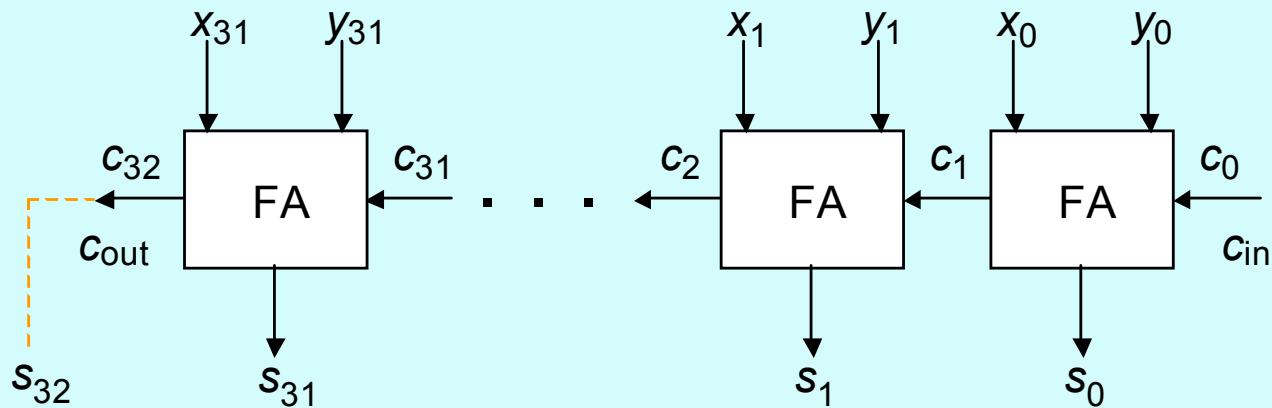 x31 y31 x1 y1 x0 y0
c32 c31 c2 c1 c0
FA . . . FA FA
cout cin
s32 s31 s1 s0